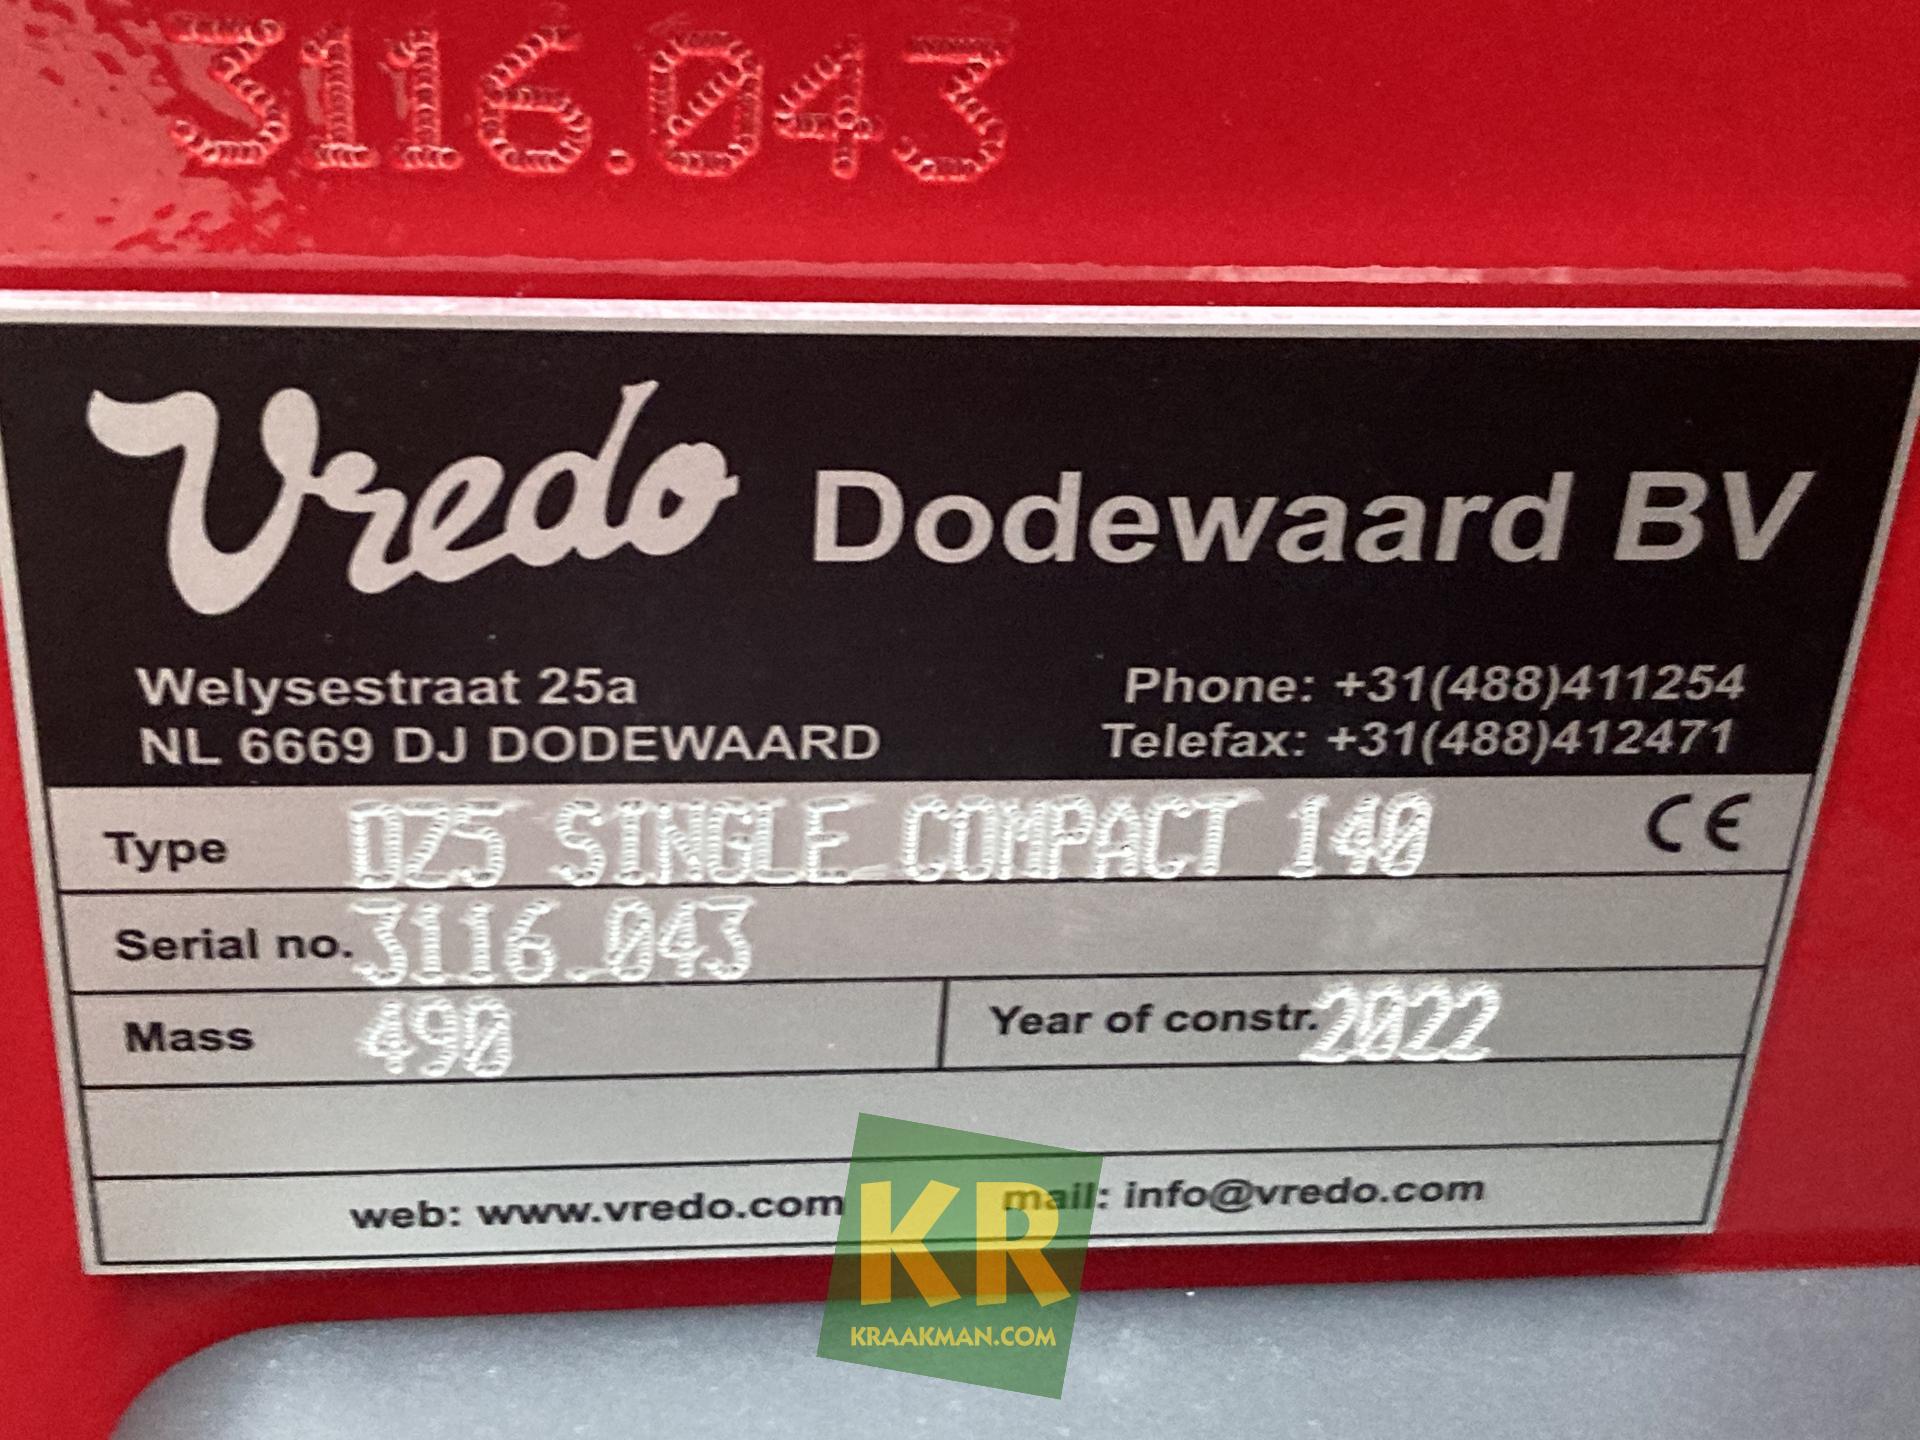 3116.043
Vredo Dodewaard BV
Welysestraat 25a
NL 6669 DJ DODEWAARD
Phone: +31(488)411254
Telefax: +31(488)412471
Type DZ5 SINGLE COMPACT 140 CE
Serial no. 3116.043
Mass 490 Year of constr. 2022
web: www.vredo.com mail: info@vredo.com
KR
KRAAKMAN.COM